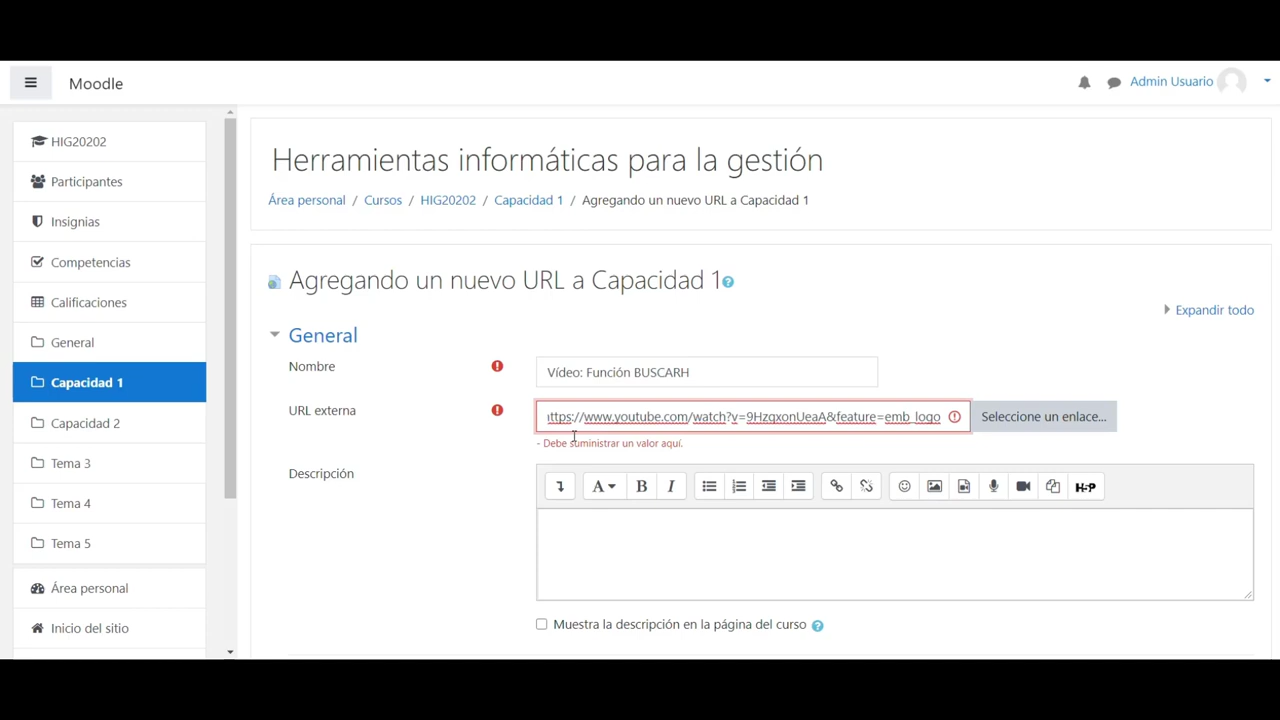 Moodle
Admin Usuario
HIG20202
Participantes
Insignias
Competencias
Calificaciones
General
Capacidad 1
Capacidad 2
Tema 3
Tema 4
Tema 5
Área personal
Inicio del sitio
Herramientas informáticas para la gestión
Área personal / Cursos / HIG20202 / Capacidad 1 / Agregando un nuevo URL a Capacidad 1
Agregando un nuevo URL a Capacidad 1
Expandir todo
General
Nombre
Vídeo: Función BUSCARH
URL externa
ttps://www.youtube.com/watch?v=9HzqxonUeaA&feature=emb_logo
Seleccione un enlace...
- Debe suministrar un valor aquí.
Descripción
A B I
H-P
Muestra la descripción en la página del curso